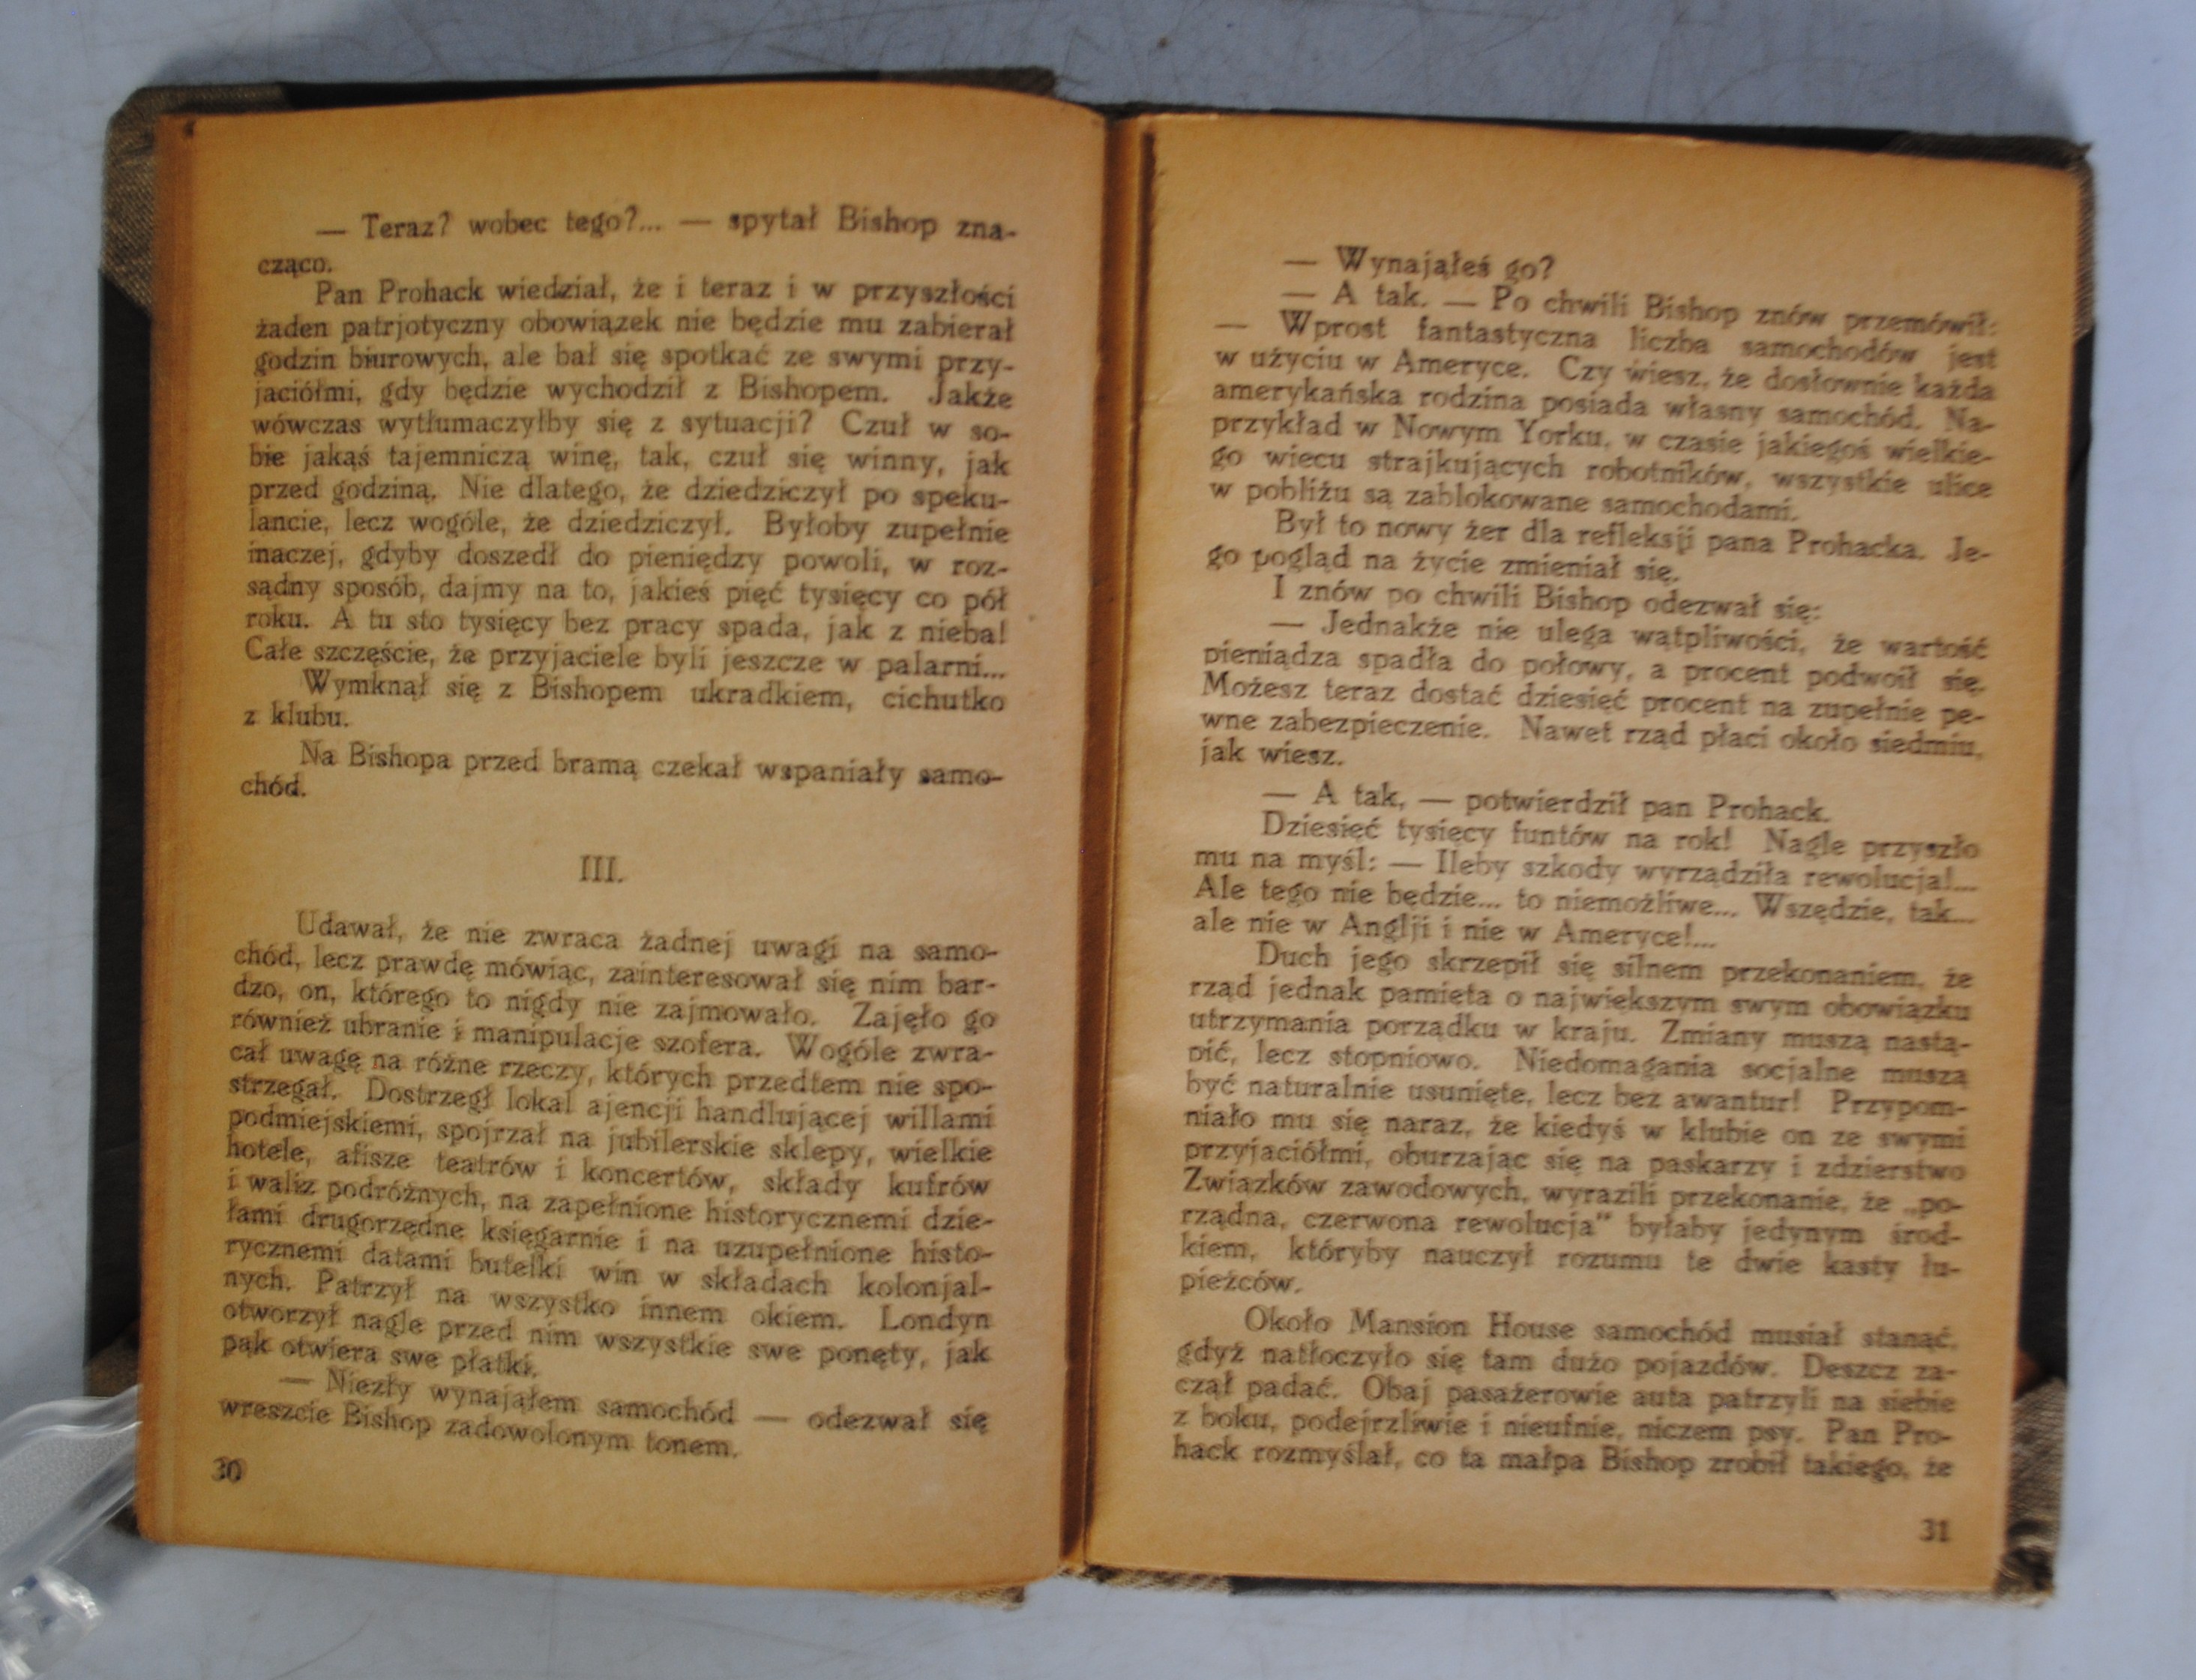 — Teraz? wobec tego?... — spytał Bishop zna-
cząco.
Pan Prohack wiedział, że i teraz i w przyszłości
żaden patrjotyczny obowiązek nie będzie mu zabierał
godzin biurowych, ale bał się spotkać ze swymi przy-
jaciółmi, gdy będzie wychodził z Bishopem. Jakże
wówczas wytłumaczyłby się z sytuacji? Czuł w so-
bie jakąś tajemniczą winę, tak, czuł się winny, jak
przed godziną. Nie dlatego, że dziedziczył po speku-
lancie, lecz wogóle, że dziedziczył. Byłoby zupełnie
inaczej, gdyby doszedł do pieniędzy powoli, w roz-
sądny sposób, dajmy na to, jakieś pięć tysięcy co pół
roku. A tu sto tysięcy bez pracy spada, jak z nieba!
Całe szczęście, że przyjaciele byli jeszcze w palarni...
Wymknął się z Bishopem ukradkiem, cichutko
z klubu.
Na Bishopa przed bramą czekał wspaniały samo-
chód.
III.
Udawał, że nie zwraca żadnej uwagi na samo-
chód, lecz prawdę mówiąc, zainteresował się nim bar-
dzo, on, którego to nigdy nie zajmowało. Zajęło go
również ubranie i manipulacje szofera. Wogóle zwra-
cał uwagę na różne rzeczy, których przedtem nie spo-
strzegał. Dostrzegł lokal ajencji handlującej willami
podmiejskiemi, spojrzał na jubilerskie sklepy, wielkie
hotele, afisze teatrów i koncertów, składy kufrów
i waliz podróżnych, na zapełnione historycznemi dzie-
łami drugorzędne księgarnie i na uzupełnione histo-
rycznemi datami butelki win w składach kolonjal-
nych. Patrzył na wszystko innem okiem. Londyn
otworzył nagle przed nim wszystkie swe ponęty, jak
pąk otwiera swe płatki.
— Niezły wynająłem samochód — odezwał się
wreszcie Bishop zadowolonym tonem.
30
— Wynająłeś go?
— A tak. — Po chwili Bishop znów przemówił:
— Wprost fantastyczna liczba samochodów jest
w użyciu w Ameryce. Czy wiesz, że dosłownie każda
amerykańska rodzina posiada własny samochód. Na-
przykład w Nowym Yorku, w czasie jakiegoś wielkie-
go wiecu strajkujących robotników, wszystkie ulice
w pobliżu są zablokowane samochodami.
Był to nowy żer dla refleksji pana Prohacka. Je-
go pogląd na życie zmieniał się.
I znów po chwili Bishop odezwał się:
— Jednakże nie ulega wątpliwości, że wartość
pieniądza spadła do połowy, a procent podwoił się.
Możesz teraz dostać dziesięć procent na zupełnie pe-
wne zabezpieczenie. Nawet rząd płaci około siedmiu,
jak wiesz.
— A tak, — potwierdził pan Prohack.
Dziesięć tysięcy funtów na rok! Nagle przyszło
mu na myśl: — Ileby szkody wyrządziła rewolucja!...
Ale tego nie będzie... to niemożliwe... Wszędzie, tak...
ale nie w Anglji i nie w Ameryce!...
Duch jego skrzepił się silnem przekonaniem, że
rząd jednak pamięta o największym swym obowiązku
utrzymania porządku w kraju. Zmiany muszą nastą-
pić, lecz stopniowo. Niedomagania socjalne muszą
być naturalnie usunięte, lecz bez awantur! Przypom-
niało mu się naraz, że kiedyś w klubie on ze swymi
przyjaciółmi, oburzając się na paskarzy i zdzierstwo
Związków zawodowych, wyrazili przekonanie, że „po-
rządna, czerwona rewolucja" byłaby jedynym środ-
kiem, któryby nauczył rozumu te dwie kasty łu-
pieżców.
Około Mansion House samochód musiał stanąć,
gdyż natłoczyło się tam dużo pojazdów. Deszcz za-
czął padać. Obaj pasażerowie auta patrzyli na siebie
z boku, podejrzliwie i nieufnie, niczem psy. Pan Pro-
hack rozmyślał, co ta małpa Bishop zrobił takiego, że
31